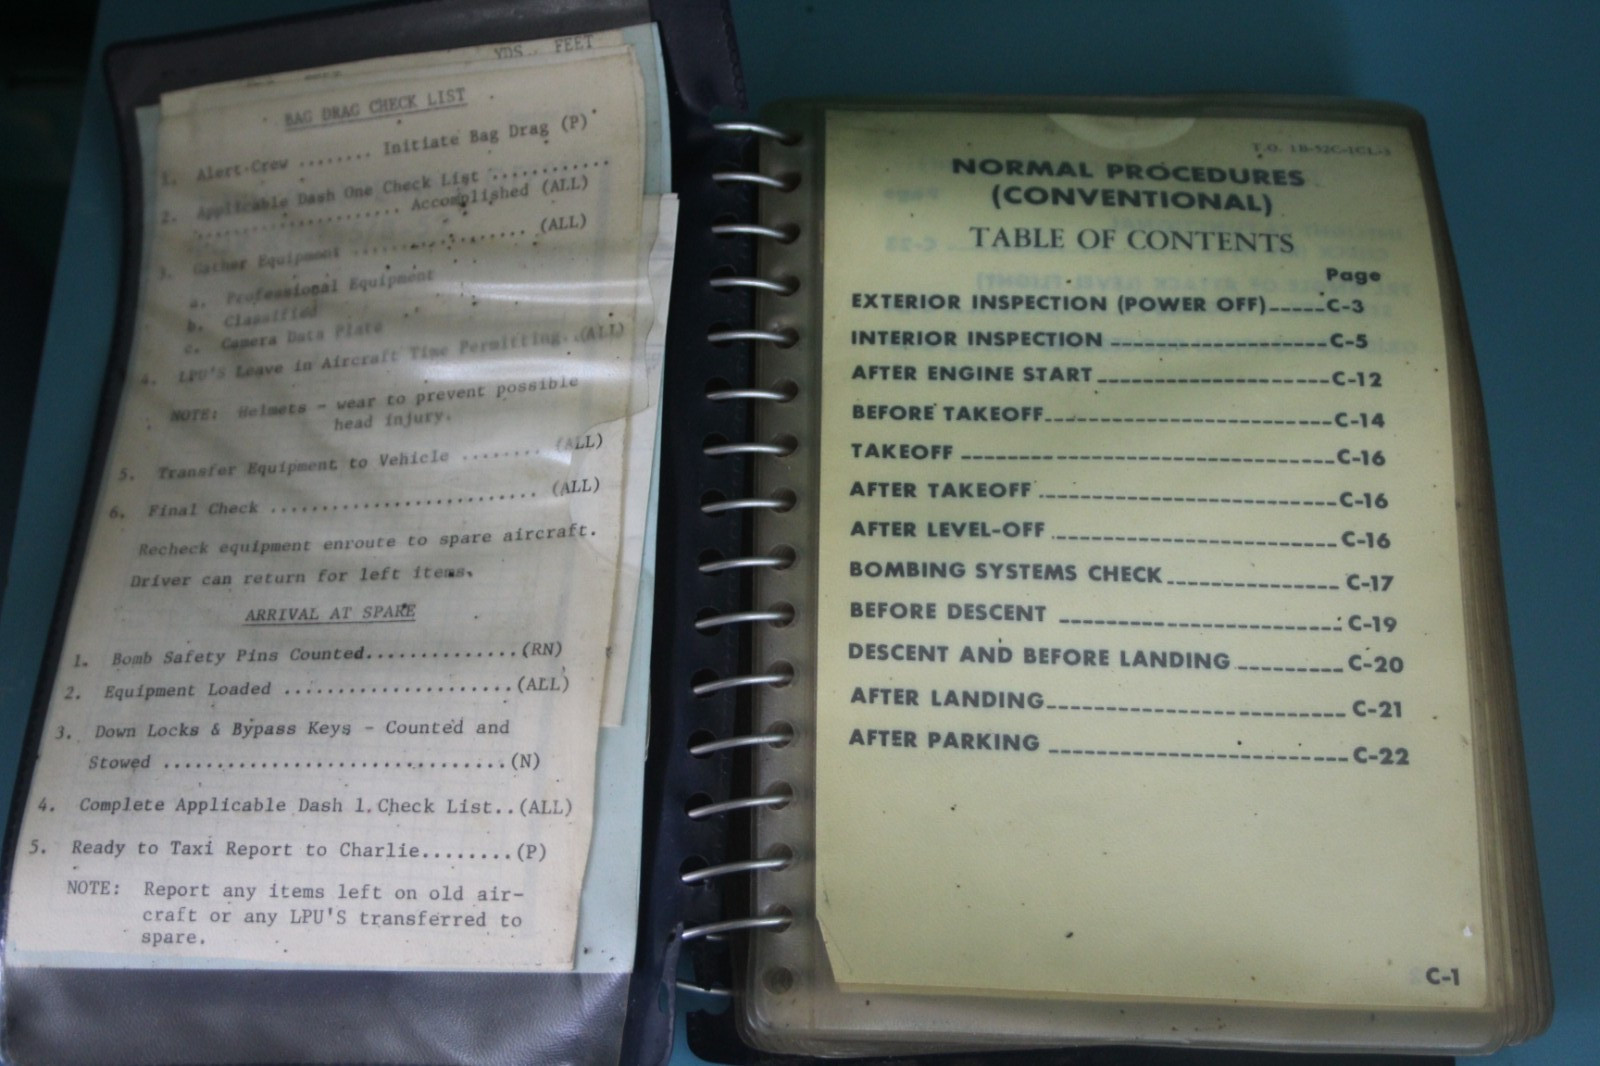 YDS. FEET
BAG DRAG CHECK LIST
1. Alert Crew ........ Initiate Bag Drag (P)
2. Applicable Dash One Check List ............
................ Accomplished (ALL)
3. Gather Equipment ................ (ALL)
a. Professional Equipment
b. Classified
c. Camera Data Plate
4. LPU'S Leave in Aircraft Time Permitting..(ALL)
NOTE: Helmets - wear to prevent possible
head injury.
5. Transfer Equipment to Vehicle ........ (ALL)
6. Final Check .......................... (ALL)
Recheck equipment enroute to spare aircraft.
Driver can return for left items.
ARRIVAL AT SPARE
1. Bomb Safety Pins Counted..............(RN)
2. Equipment Loaded .....................(ALL)
3. Down Locks & Bypass Keys - Counted and
Stowed ................................(N)
4. Complete Applicable Dash 1 Check List..(ALL)
5. Ready to Taxi Report to Charlie........(P)
NOTE: Report any items left on old air-
craft or any LPU'S transferred to
spare.
T.O. 1B-52C-1CL-1
NORMAL PROCEDURES
(CONVENTIONAL)
TABLE OF CONTENTS
Page
EXTERIOR INSPECTION (POWER OFF)-----C-3
INTERIOR INSPECTION --------------------C-5
AFTER ENGINE START---------------------C-12
BEFORE TAKEOFF--------------------------C-14
TAKEOFF ----------------------------------C-16
AFTER TAKEOFF ---------------------------C-16
AFTER LEVEL-OFF --------------------------C-16
BOMBING SYSTEMS CHECK---------------- C-17
BEFORE DESCENT --------------------------C-19
DESCENT AND BEFORE LANDING ----------C-20
AFTER LANDING---------------------------- C-21
AFTER PARKING ----------------------------C-22
C-1